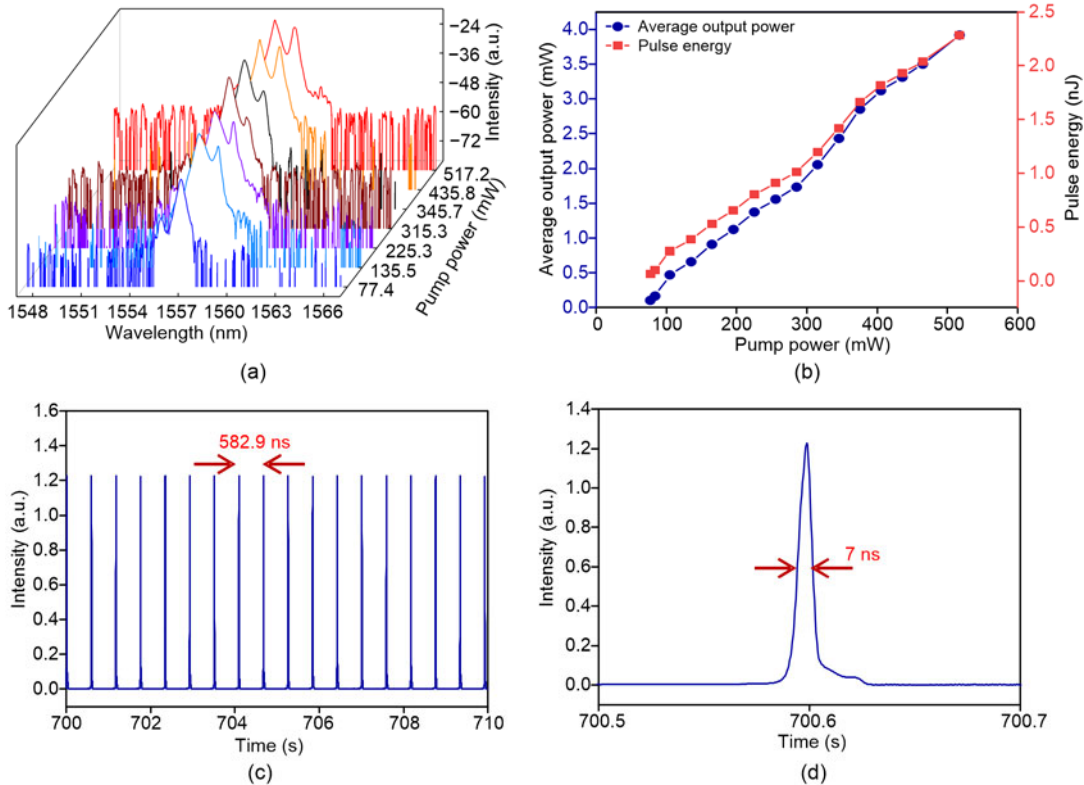 −24
−36
−48
−60
−72
Intensity (a.u.)
517.2
435.8
345.7
315.3
225.3
135.5
77.4
Pump power (mW)
1548 1551 1554 1557 1560 1563 1566
Wavelength (nm)
(a)
Average output power
Pulse energy
4.0
3.5
3.0
2.5
2.0
1.5
1.0
0.5
0.0
Average output power (mW)
2.5
2.0
1.5
1.0
0.5
0.0
Pulse energy (nJ)
0 100 200 300 400 500 600
Pump power (mW)
(b)
1.6
1.4
1.2
1.0
0.8
0.6
0.4
0.2
0.0
Intensity (a.u.)
582.9 ns
700 702 704 706 708 710
Time (s)
(c)
1.4
1.2
1.0
0.8
0.6
0.4
0.2
0.0
Intensity (a.u.)
7 ns
700.5 700.6 700.7
Time (s)
(d)